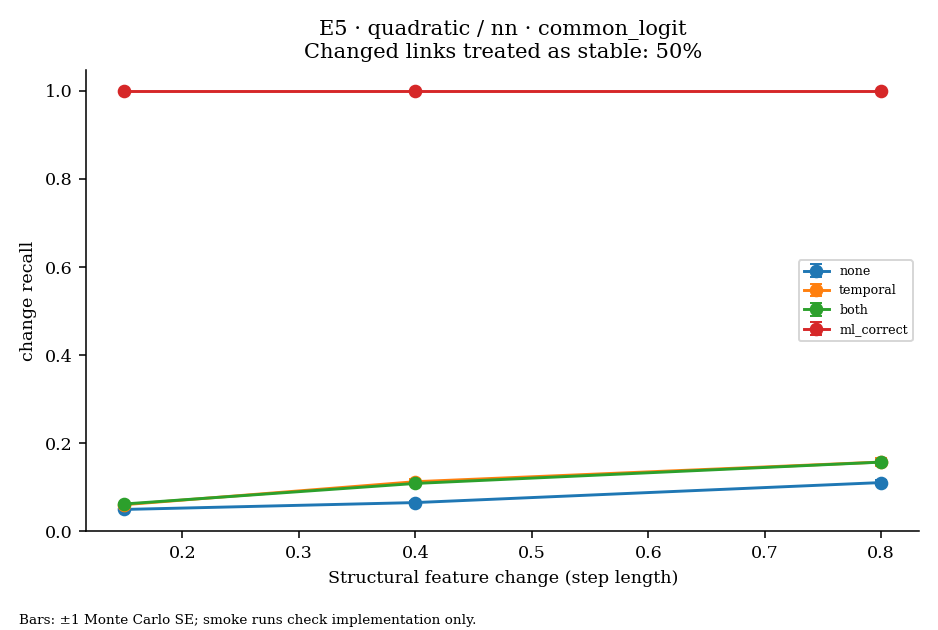 E5 · quadratic / nn · common_logit
Changed links treated as stable: 50%
change recall
1.0
0.8
0.6
0.4
0.2
0.0
none
temporal
both
ml_correct
0.2 0.3 0.4 0.5 0.6 0.7 0.8
Structural feature change (step length)
Bars: ±1 Monte Carlo SE; smoke runs check implementation only.